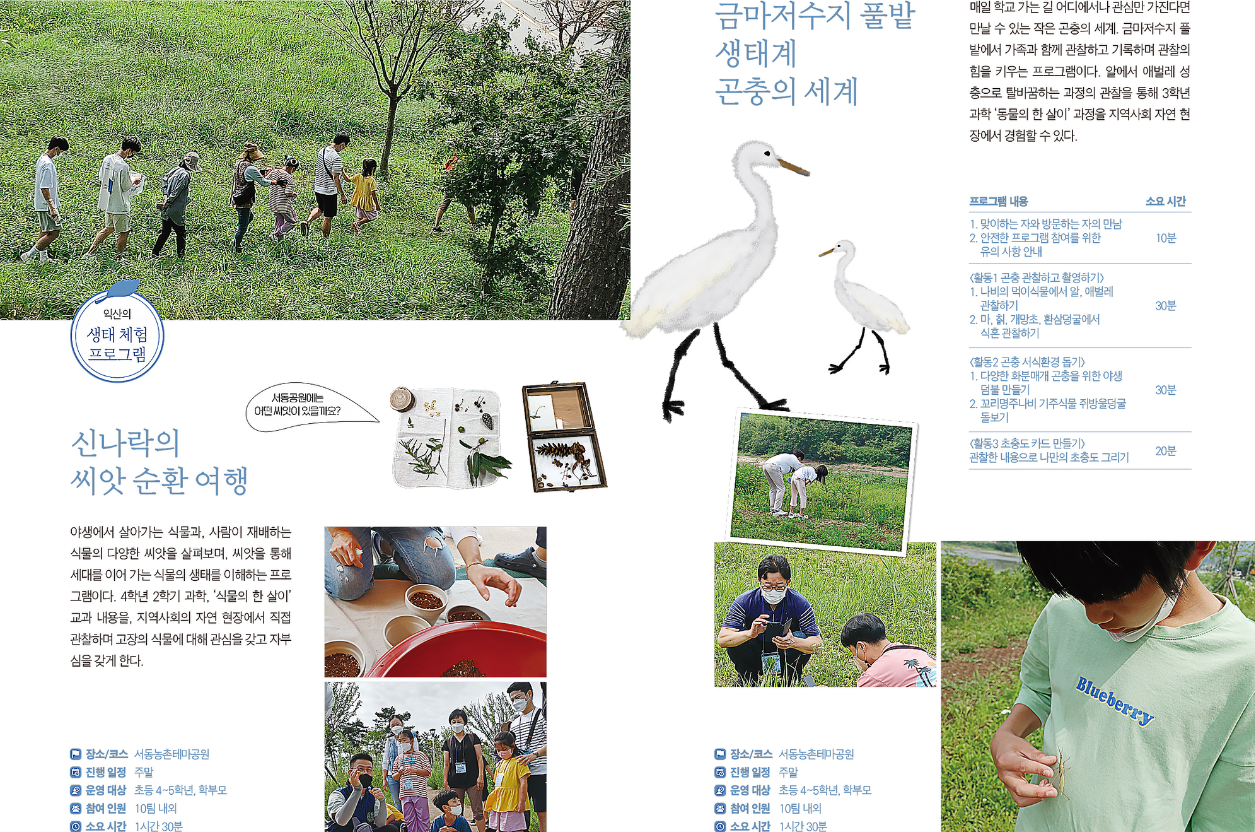 익산의
생태 체험
프로그램
서동공원에는
어떤 씨앗이 있을까요?
신나락의
씨앗 순환 여행
야생에서 살아가는 식물과, 사람이 재배하는
식물의 다양한 씨앗을 살펴보며, 씨앗을 통해
세대를 이어 가는 식물의 생태를 이해하는 프로
그램이다. 4학년 2학기 과학, ‘식물의 한 살이’
교과 내용을, 지역사회의 자연 현장에서 직접
관찰하며 고장의 식물에 대해 관심을 갖고 자부
심을 갖게 한다.
장소/코스 서동농촌테마공원
진행 일정 주말
운영 대상 초등 4~5학년, 학부모
참여 인원 10팀 내외
소요 시간 1시간 30분
금마저수지 풀밭
생태계
곤충의 세계
매일 학교 가는 길 어디에서나 관심만 가진다면
만날 수 있는 작은 곤충의 세계. 금마저수지 풀
밭에서 가족과 함께 관찰하고 기록하며 관찰의
힘을 키우는 프로그램이다. 알에서 애벌레 성
충으로 탈바꿈하는 과정의 관찰을 통해 3학년
과학 ‘동물의 한 살이’ 과정을 지역사회 자연 현
장에서 경험할 수 있다.
프로그램 내용 소요 시간
1. 맞이하는 자와 방문하는 자의 만남
2. 안전한 프로그램 참여를 위한
유의 사항 안내
10분
<활동1 곤충 관찰하고 촬영하기>
1. 나비의 먹이식물에서 알, 애벌레
관찰하기
2. 마, 칡, 개망초, 환삼덩굴에서
식흔 관찰하기
30분
<활동2 곤충 서식환경 돕기>
1. 다양한 화분매개 곤충을 위한 야생
덤불 만들기
2. 꼬리명주나비 기주식물 쥐방울덩굴
돌보기
30분
<활동3 초충도 카드 만들기>
관찰한 내용으로 나만의 초충도 그리기
20분
Blueberry
장소/코스 서동농촌테마공원
진행 일정 주말
운영 대상 초등 4~5학년, 학부모
참여 인원 10팀 내외
소요 시간 1시간 30분